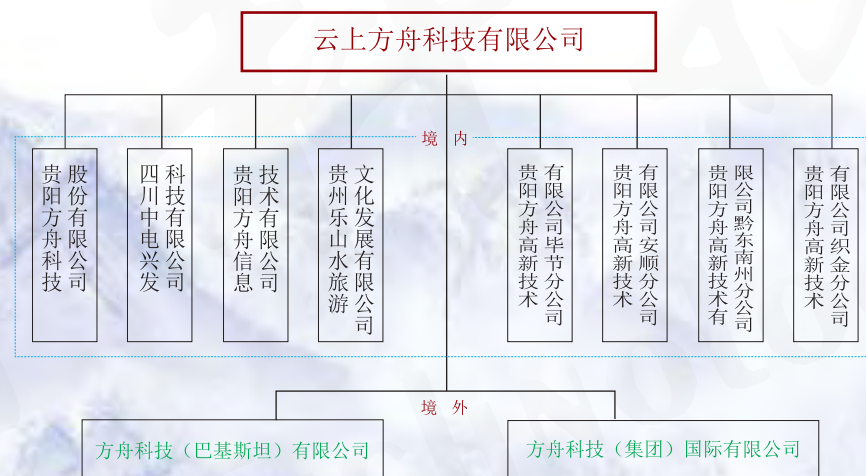 云上方舟科技有限公司
境 内
贵阳方舟科技
股份有限公司
四川中电兴发
科技有限公司
贵阳方舟信息
技术有限公司
贵州乐山水旅游
文化发展有限公司
贵阳方舟高新技术
有限公司毕节分公司
贵阳方舟高新技术
有限公司安顺分公司
贵阳方舟高新技术有
限公司黔东南州分公司
贵阳方舟高新技术
有限公司织金分公司
境 外
方舟科技（巴基斯坦）有限公司
方舟科技（集团）国际有限公司